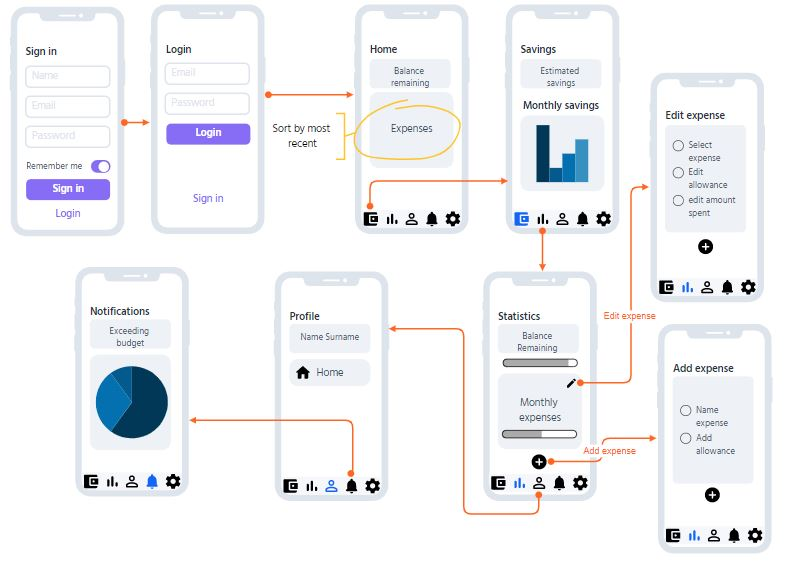 Sign in
Name
Email
Password
Remember me
Sign in
Login
Login
Email
Password
Login
Sign in
Sort by most
recent
Home
Balance
remaining
Expenses
Savings
Estimated
savings
Monthly savings
Edit expense
Select
expense
Edit
allowance
edit amount
spent
Notifications
Exceeding
budget
Profile
Name Surname
Home
Statistics
Balance
Remaining
Monthly
expenses
Edit expense
Add expense
Add expense
Name
expense
Add
allowance